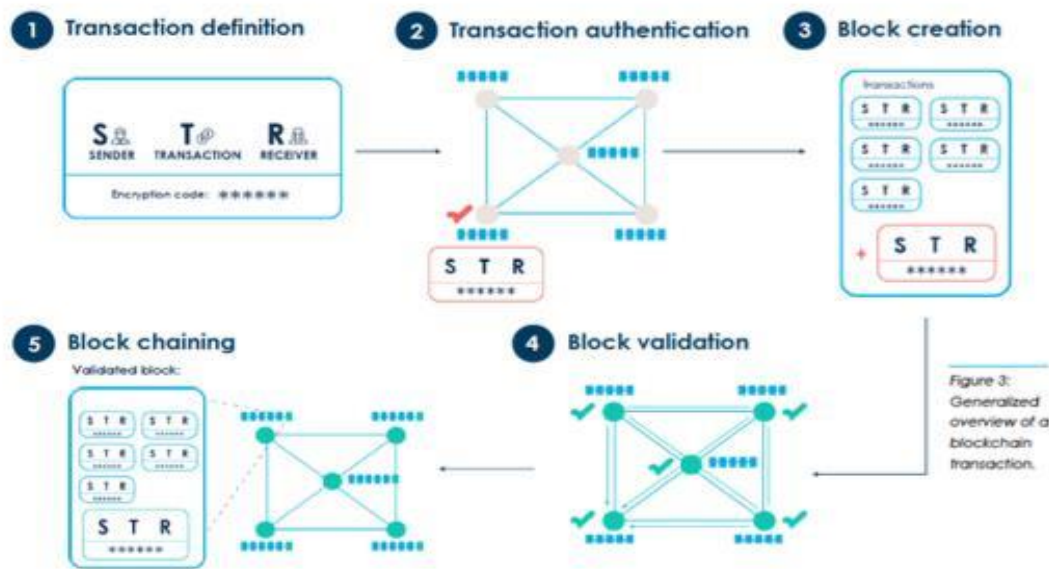 1 Transaction definition
S T R
SENDER TRANSACTION RECEIVER
Encryption code: ******
2 Transaction authentication
S T R
******
3 Block creation
Transactions
S T R S T R
****** ******
S T R S T R
****** ******
S T R
******
+ S T R
******
4 Block validation
5 Block chaining
Validated block:
S T R S T R
****** ******
S T R S T R
****** ******
S T R
******
S T R
******
Figure 3:
Generalized
overview of a
blockchain
transaction.